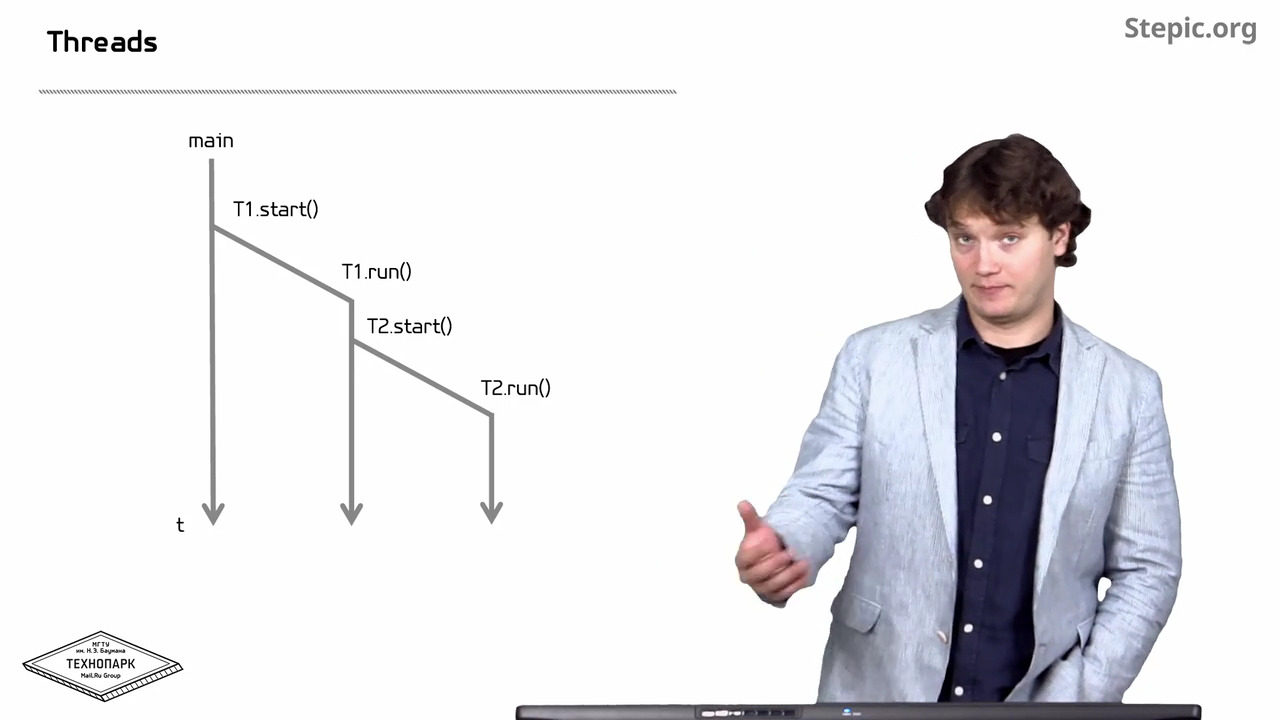 Threads
Stepic.org
main
T1.start()
T1.run()
T2.start()
T2.run()
t
МГТУ
им. Н.Э. Баумана
ТЕХНОПАРК
Mail.Ru Group